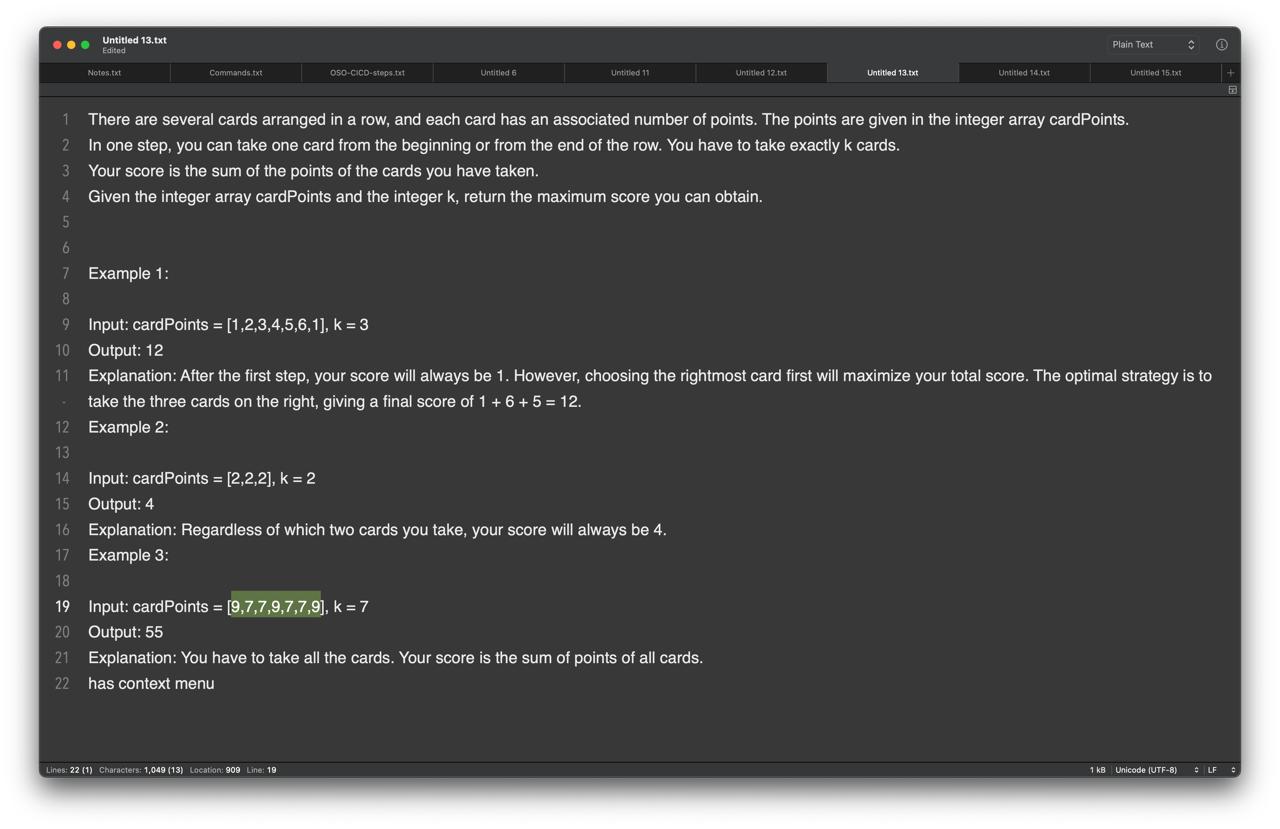 Untitled 13.txt
Edited
Plain Text
Notes.txt
Commands.txt
OSO-CICD-steps.txt
Untitled 6
Untitled 11
Untitled 12.txt
Untitled 13.txt
Untitled 14.txt
Untitled 15.txt
1 There are several cards arranged in a row, and each card has an associated number of points. The points are given in the integer array cardPoints.
2 In one step, you can take one card from the beginning or from the end of the row. You have to take exactly k cards.
3 Your score is the sum of the points of the cards you have taken.
4 Given the integer array cardPoints and the integer k, return the maximum score you can obtain.
5
6
7 Example 1:
8
9 Input: cardPoints = [1,2,3,4,5,6,1], k = 3
10 Output: 12
11 Explanation: After the first step, your score will always be 1. However, choosing the rightmost card first will maximize your total score. The optimal strategy is to
- take the three cards on the right, giving a final score of 1 + 6 + 5 = 12.
12 Example 2:
13
14 Input: cardPoints = [2,2,2], k = 2
15 Output: 4
16 Explanation: Regardless of which two cards you take, your score will always be 4.
17 Example 3:
18
19 Input: cardPoints = [9,7,7,9,7,7,9], k = 7
20 Output: 55
21 Explanation: You have to take all the cards. Your score is the sum of points of all cards.
22 has context menu
Lines: 22 (1) Characters: 1,049 (13) Location: 909 Line: 19
1 kB Unicode (UTF-8) LF